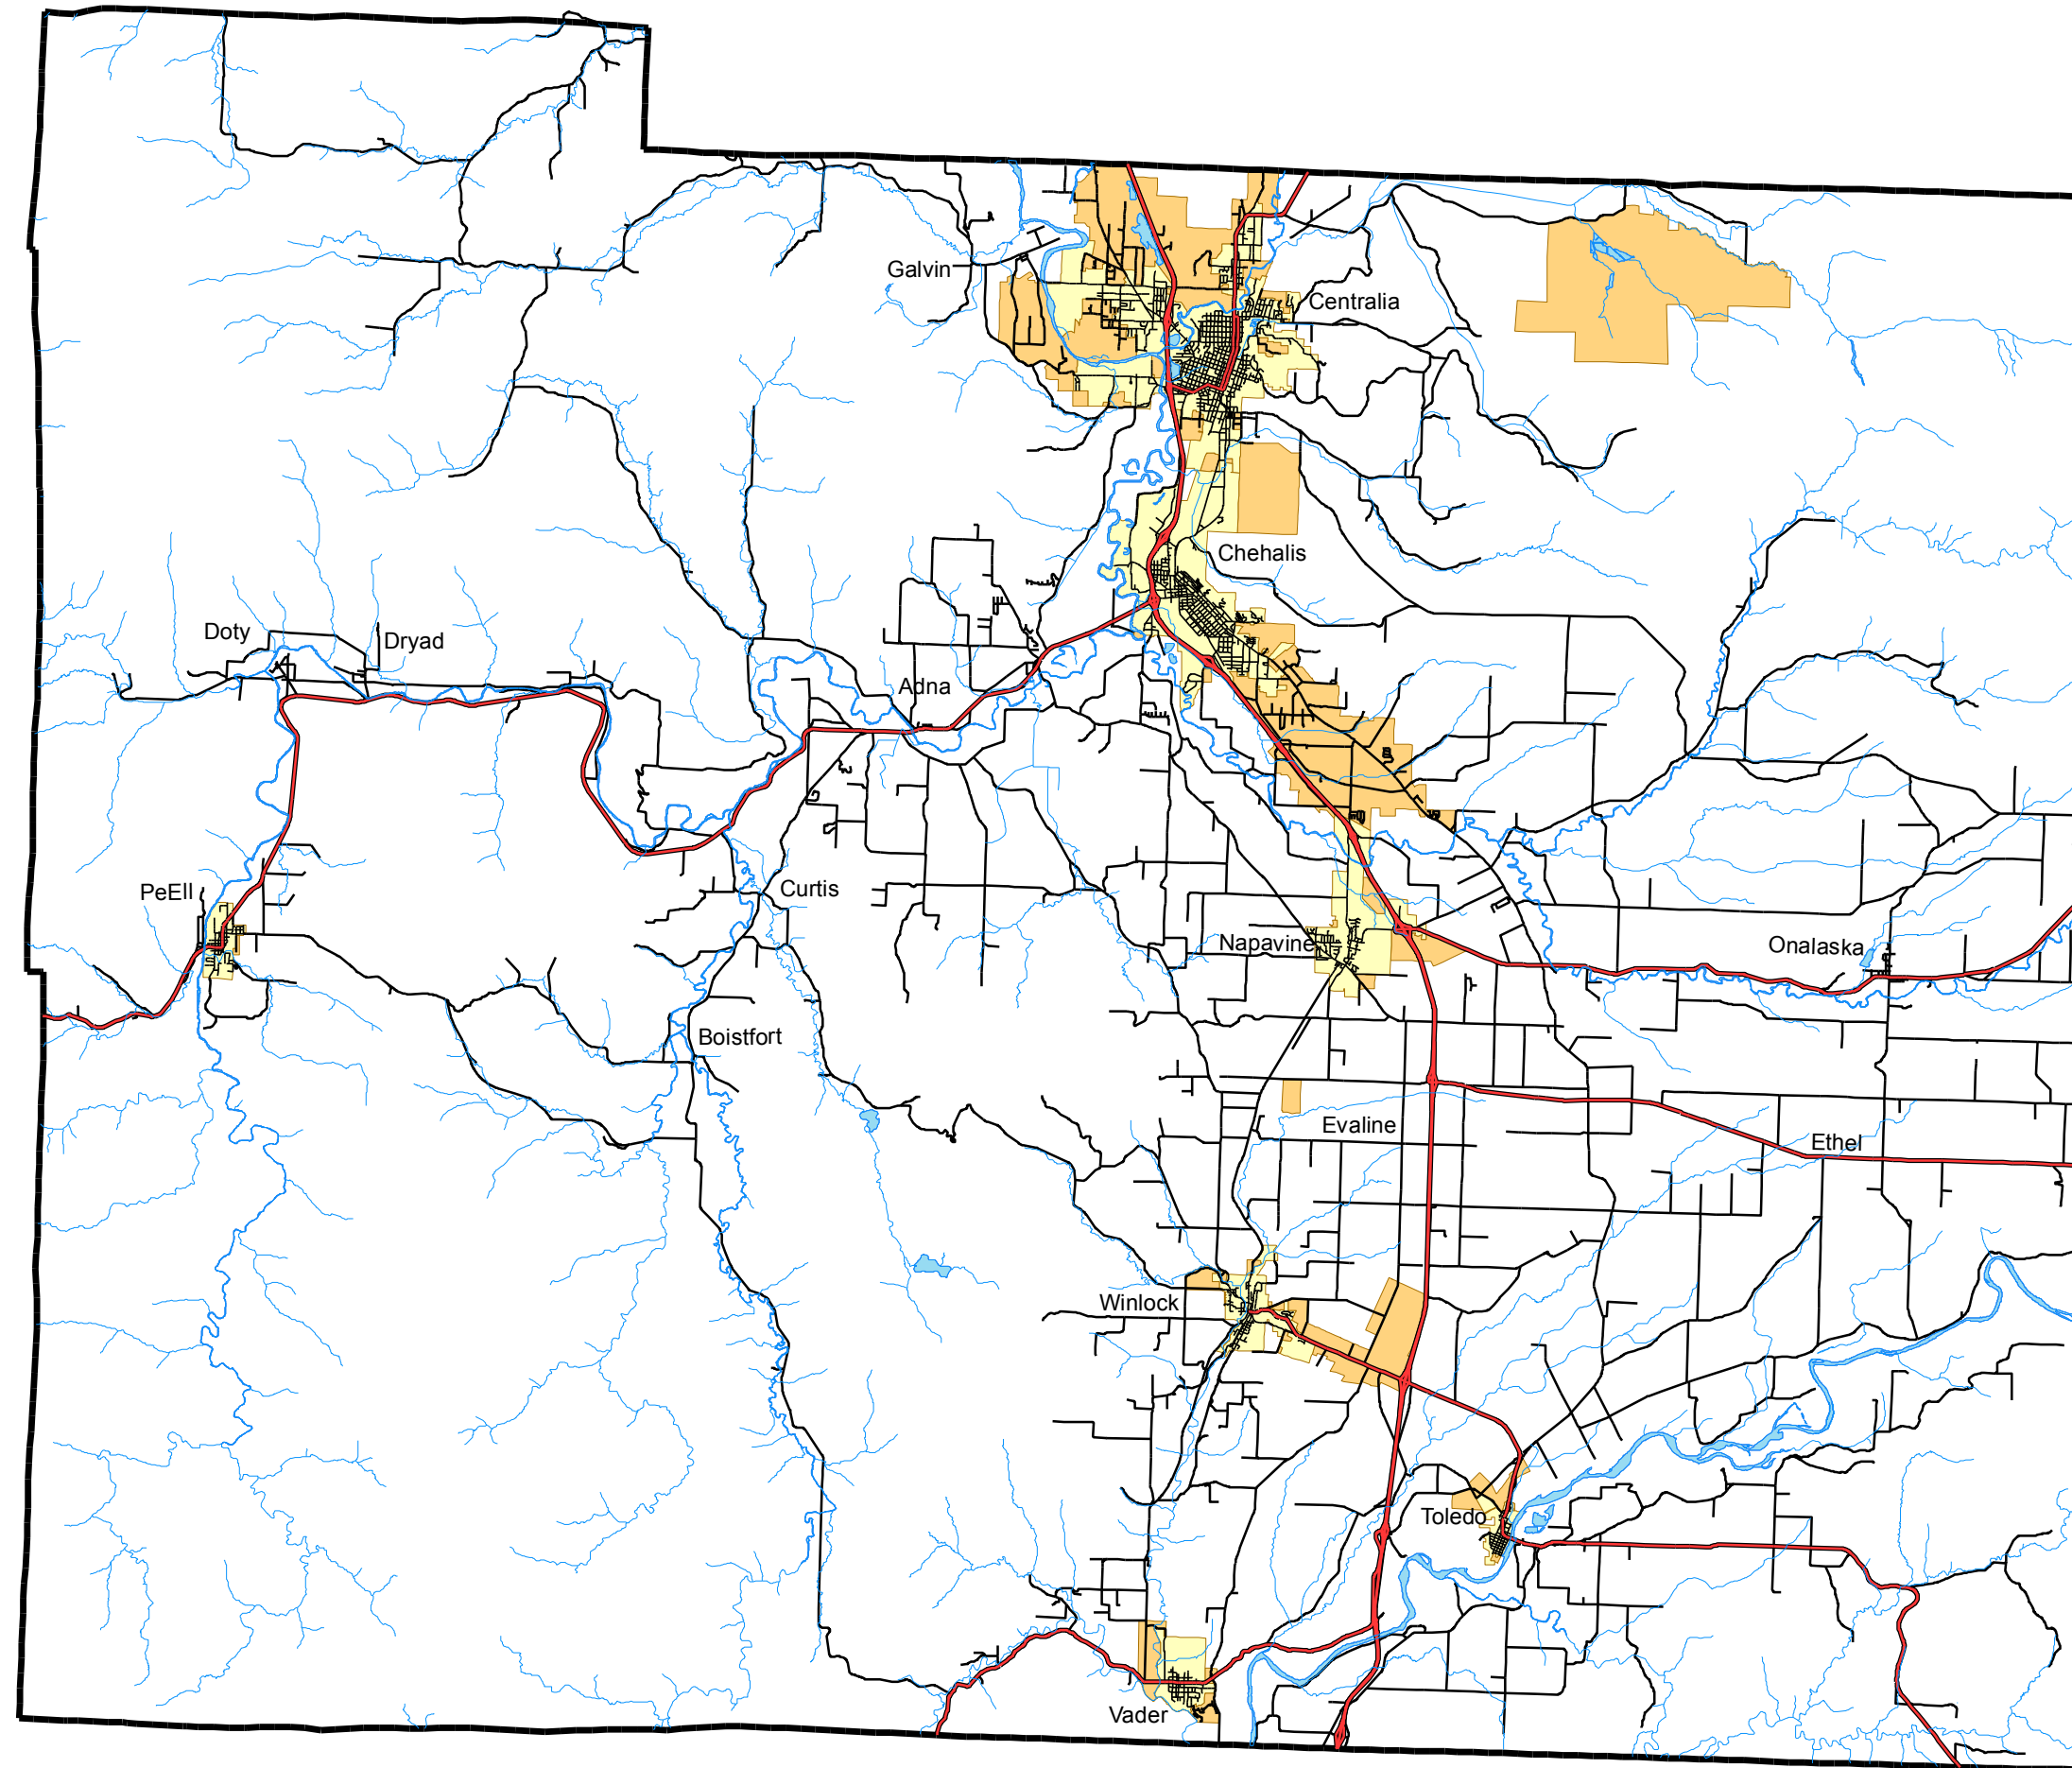 Galvin
Centralia
Chehalis
Doty
Dryad
Adna
PeEll
Curtis
Napavine
Onalaska
Boistfort
Evaline
Ethel
Winlock
Toledo
Vader